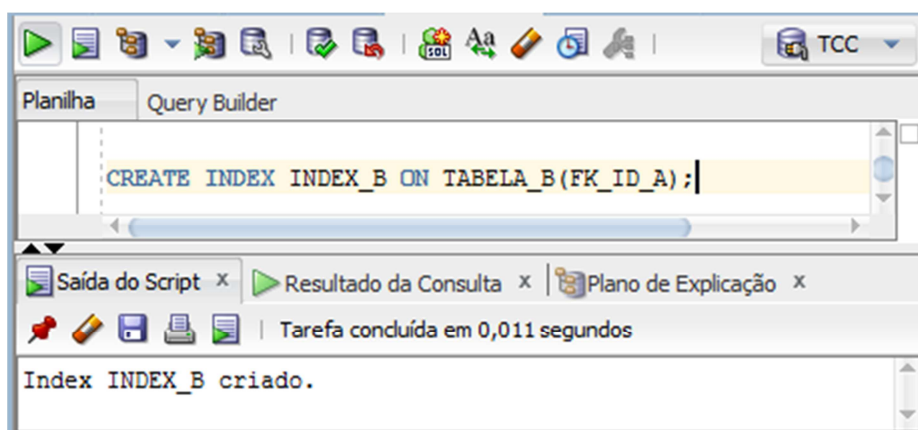 TCC
Planilha Query Builder
CREATE INDEX INDEX_B ON TABELA_B(FK_ID_A);
Saída do Script x Resultado da Consulta x Plano de Explicação x
Tarefa concluída em 0,011 segundos
Index INDEX_B criado.